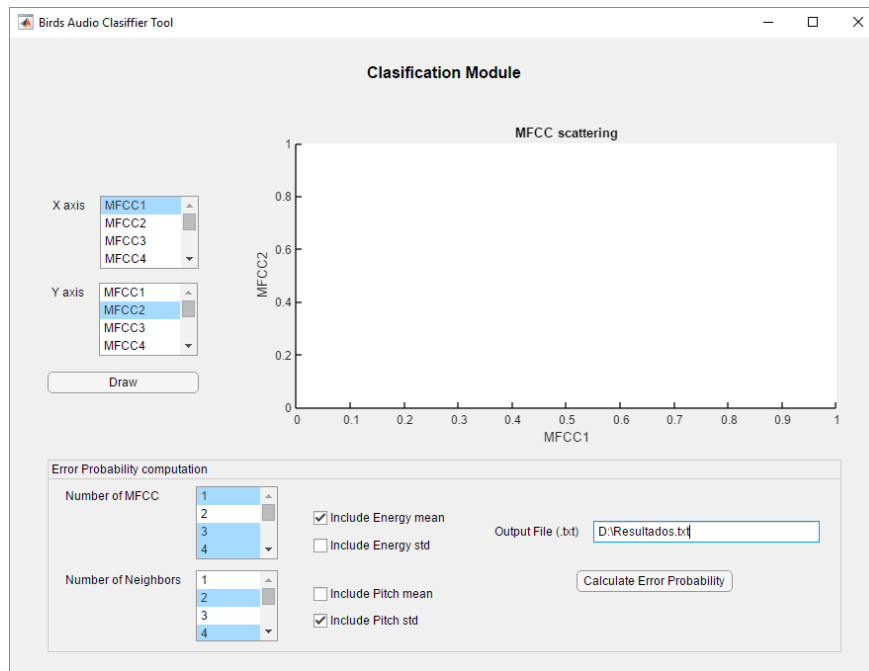 Birds Audio Clasiffier Tool
Clasification Module
MFCC scattering
X axis
MFCC1
MFCC2
MFCC3
MFCC4
Y axis
MFCC1
MFCC2
MFCC3
MFCC4
Draw
MFCC2
1
0.8
0.6
0.4
0.2
0
0 0.1 0.2 0.3 0.4 0.5 0.6 0.7 0.8 0.9 1
MFCC1
Error Probability computation
Number of MFCC
1
2
3
4
Include Energy mean
Include Energy std
Output File (.txt) D:\Resultados.txt
Number of Neighbors
1
2
3
4
Include Pitch mean
Include Pitch std
Calculate Error Probability